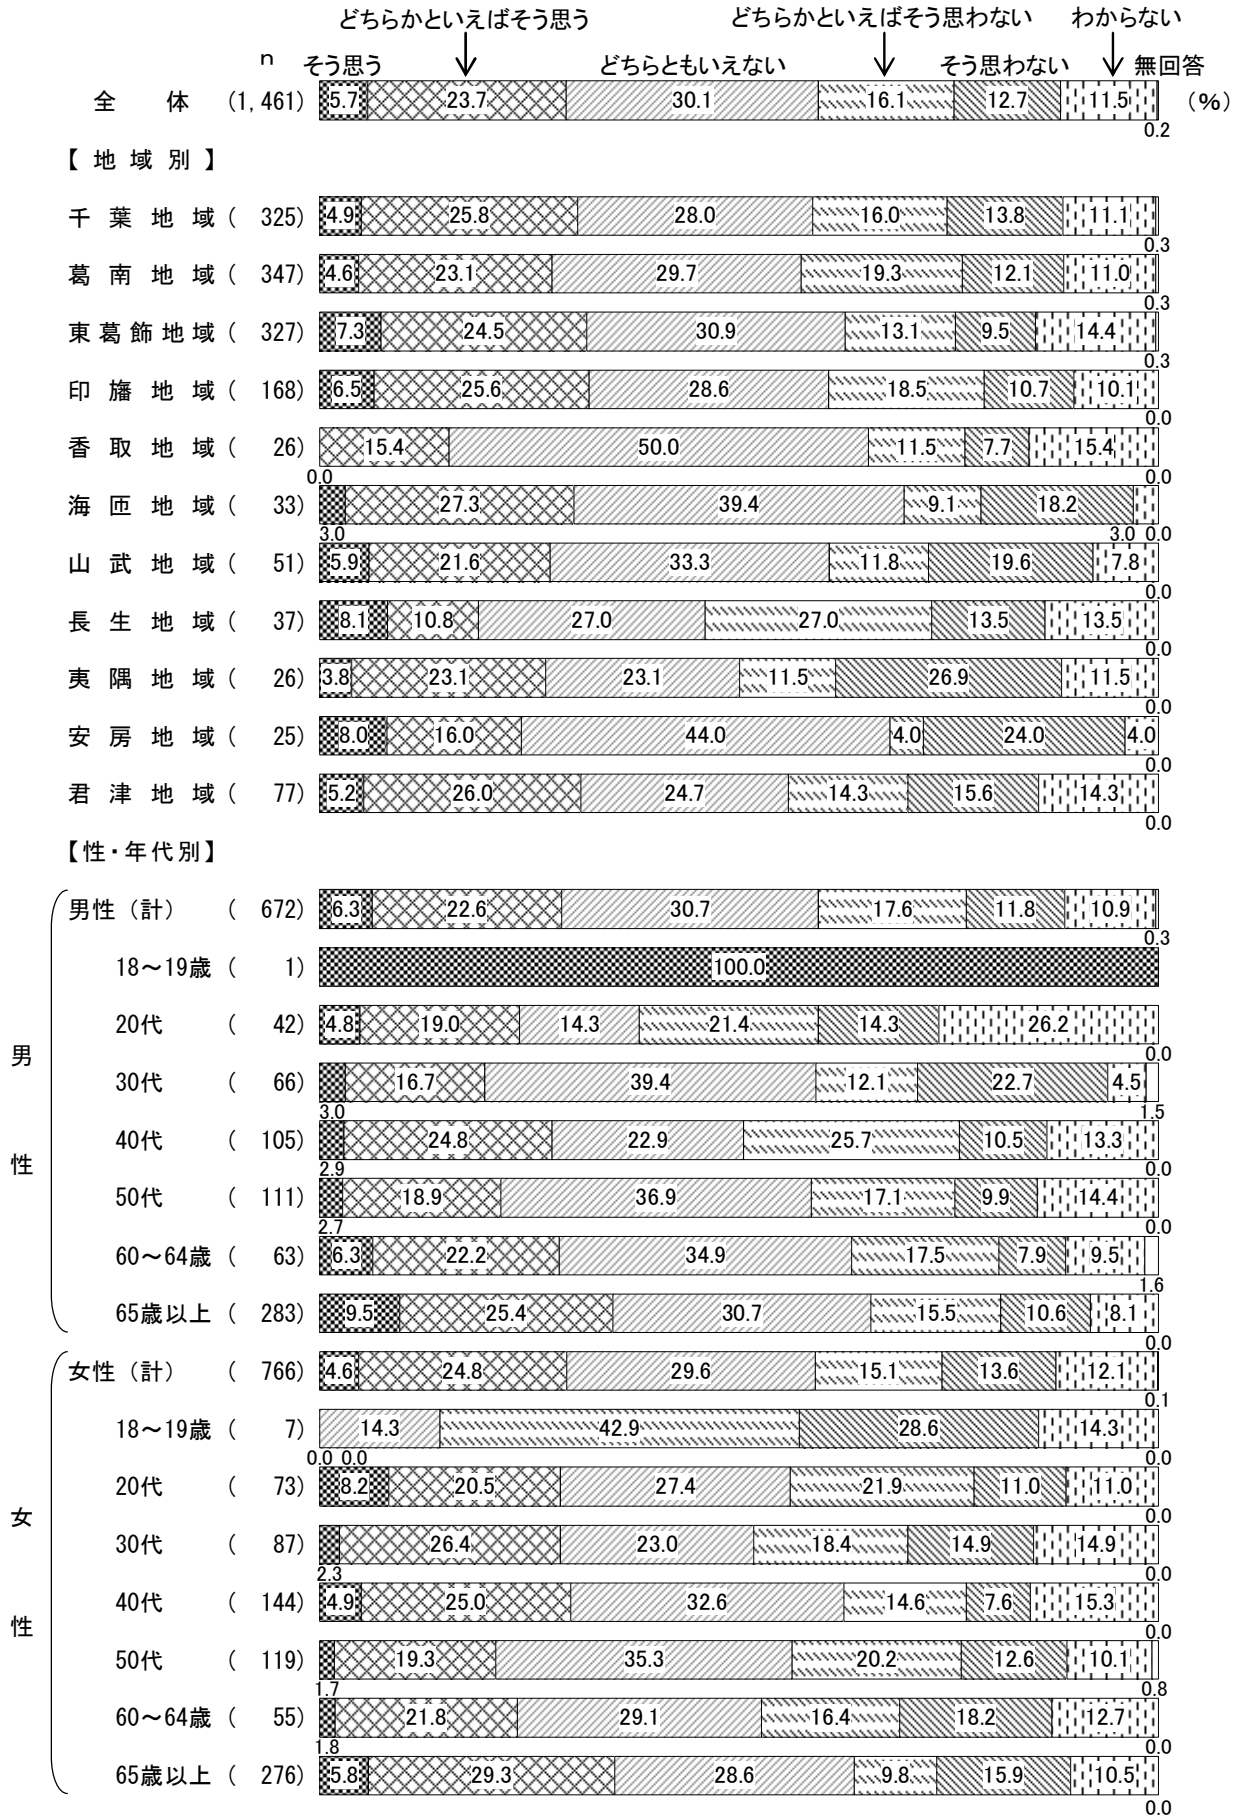 どちらかといえばそう思う どちらかといえばそう思わない わからない
n そう思う どちらともいえない そう思わない 無回答
全 体 (1,461) 5.7 23.7 30.1 16.1 12.7 11.5 (%)
0.2
【地域別】
千葉地域( 325) 4.9 25.8 28.0 16.0 13.8 11.1
0.3
葛南地域( 347) 4.6 23.1 29.7 19.3 12.1 11.0
0.3
東葛飾地域( 327) 7.3 24.5 30.9 13.1 9.5 14.4
0.3
印旛地域( 168) 6.5 25.6 28.6 18.5 10.7 10.1
0.0
香取地域( 26) 15.4 50.0 11.5 7.7 15.4
0.0 0.0
海匝地域( 33) 27.3 39.4 9.1 18.2
3.0 3.0 0.0
山武地域( 51) 5.9 21.6 33.3 11.8 19.6 7.8
0.0
長生地域( 37) 8.1 10.8 27.0 27.0 13.5 13.5
0.0
夷隅地域( 26) 3.8 23.1 23.1 11.5 26.9 11.5
0.0
安房地域( 25) 8.0 16.0 44.0 4.0 24.0 4.0
0.0
君津地域( 77) 5.2 26.0 24.7 14.3 15.6 14.3
0.0
【性・年代別】
男性(計) ( 672) 6.3 22.6 30.7 17.6 11.8 10.9
0.3
18～19歳( 1) 100.0
20代 ( 42) 4.8 19.0 14.3 21.4 14.3 26.2
0.0
男
30代 ( 66) 16.7 39.4 12.1 22.7 4.5
3.0 1.5
40代 ( 105) 24.8 22.9 25.7 10.5 13.3
性
2.9 0.0
50代 ( 111) 18.9 36.9 17.1 9.9 14.4
2.7 0.0
60～64歳( 63) 6.3 22.2 34.9 17.5 7.9 9.5
1.6
65歳以上( 283) 9.5 25.4 30.7 15.5 10.6 8.1
0.0
女性(計) ( 766) 4.6 24.8 29.6 15.1 13.6 12.1
0.1
18～19歳( 7) 14.3 42.9 28.6 14.3
0.0 0.0 0.0
20代 ( 73) 8.2 20.5 27.4 21.9 11.0 11.0
0.0
女
30代 ( 87) 26.4 23.0 18.4 14.9 14.9
2.3 0.0
40代 ( 144) 4.9 25.0 32.6 14.6 7.6 15.3
性
0.0
50代 ( 119) 19.3 35.3 20.2 12.6 10.1
1.7 0.8
60～64歳( 55) 21.8 29.1 16.4 18.2 12.7
1.8 0.0
65歳以上( 276) 5.8 29.3 28.6 9.8 15.9 10.5
0.0